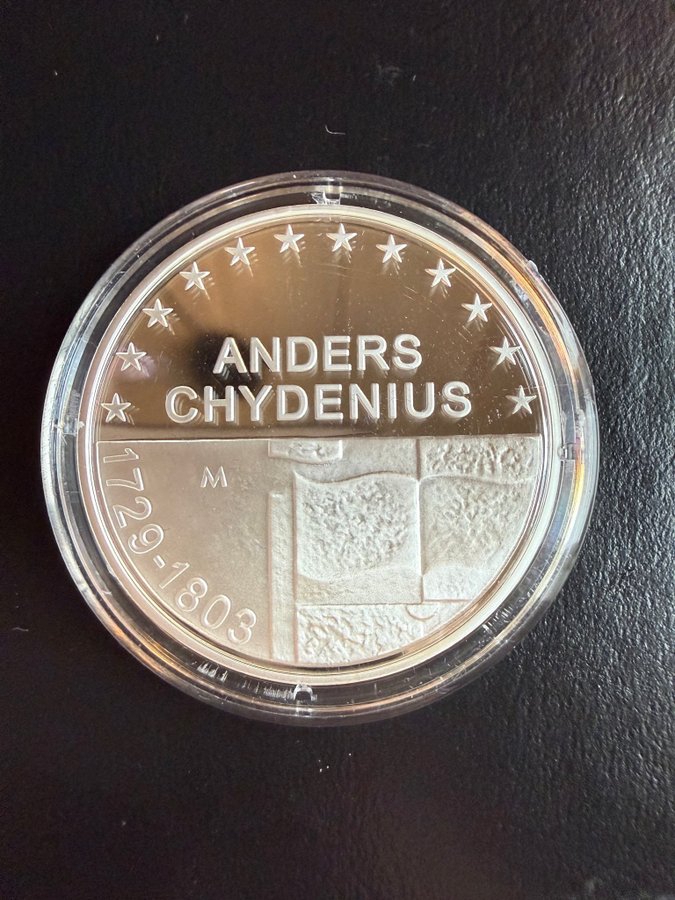 ANDERS
CHYDENIUS
M
1729-1803